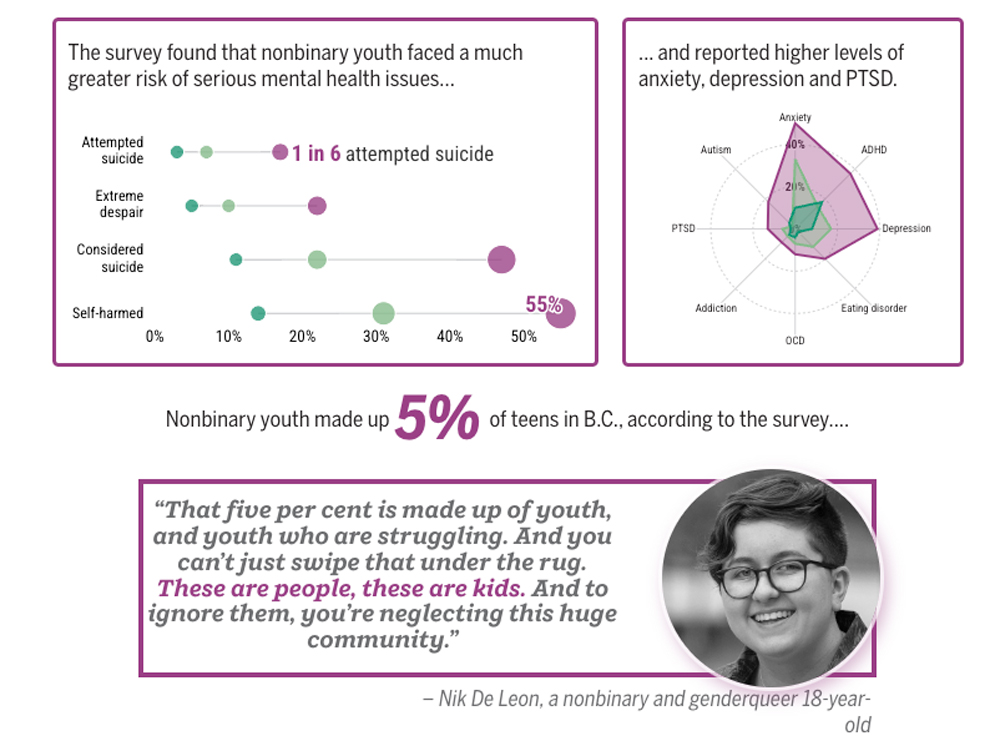 The survey found that nonbinary youth faced a much
greater risk of serious mental health issues...
Attempted
suicide
1 in 6 attempted suicide
Extreme
despair
Considered
suicide
Self-harmed
55%
0% 10% 20% 30% 40% 50%
... and reported higher levels of
anxiety, depression and PTSD.
Anxiety
40%
Autism
ADHD
20%
PTSD
Depression
Addiction
Eating disorder
OCD
Nonbinary youth made up 5% of teens in B.C., according to the survey....
“That five per cent is made up of youth,
and youth who are struggling. And you
can’t just swipe that under the rug.
These are people, these are kids. And to
ignore them, you’re neglecting this huge
community.”
– Nik De Leon, a nonbinary and genderqueer 18-year-
old